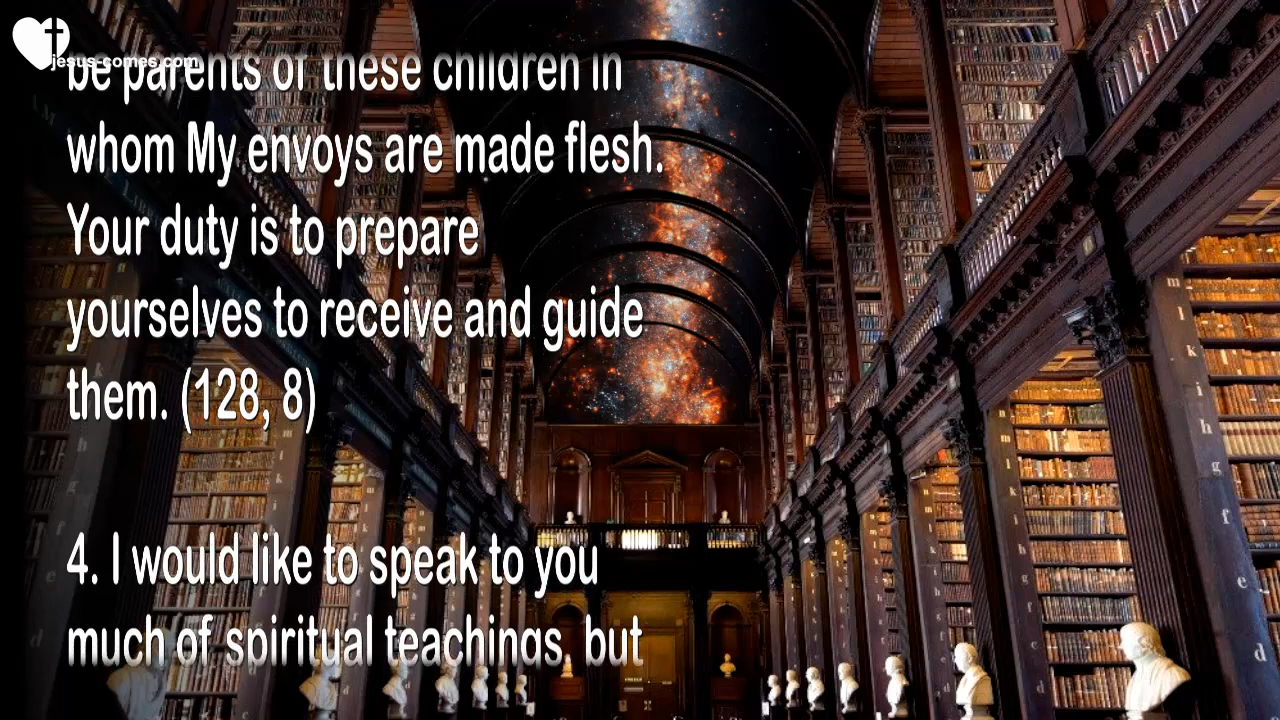 jesus-comes.com
be parents of these children in
whom My envoys are made flesh.
Your duty is to prepare
yourselves to receive and guide
them. (128, 8)
4. I would like to speak to you
much of spiritual teachings, but
m
l
k
i
h
g
f
e
d
n
m
l
k
i
h
g
f
e
d